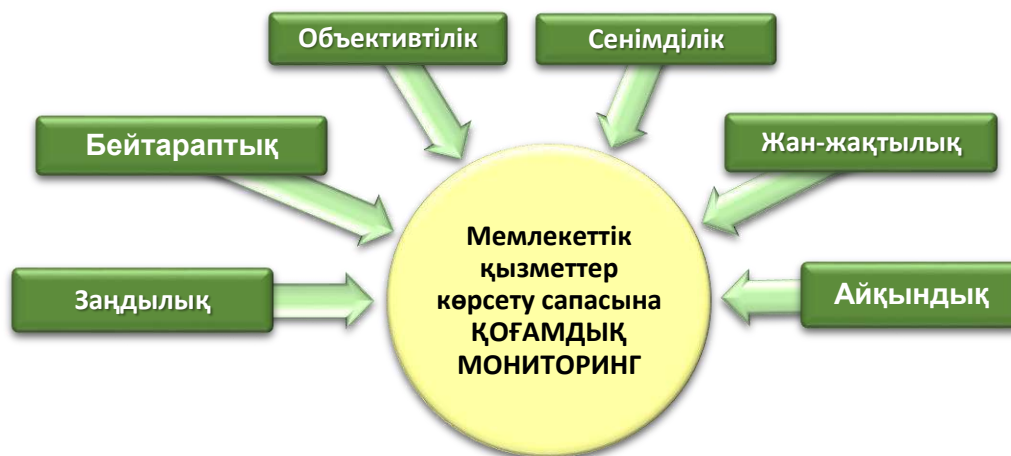 Объективтілік
Сенімділік
Бейтараптық
Жан-жақтылық
Заңдылық
Айқындық
Мемлекеттік
қызметтер
көрсету сапасына
ҚОҒАМДЫҚ
МОНИТОРИНГ